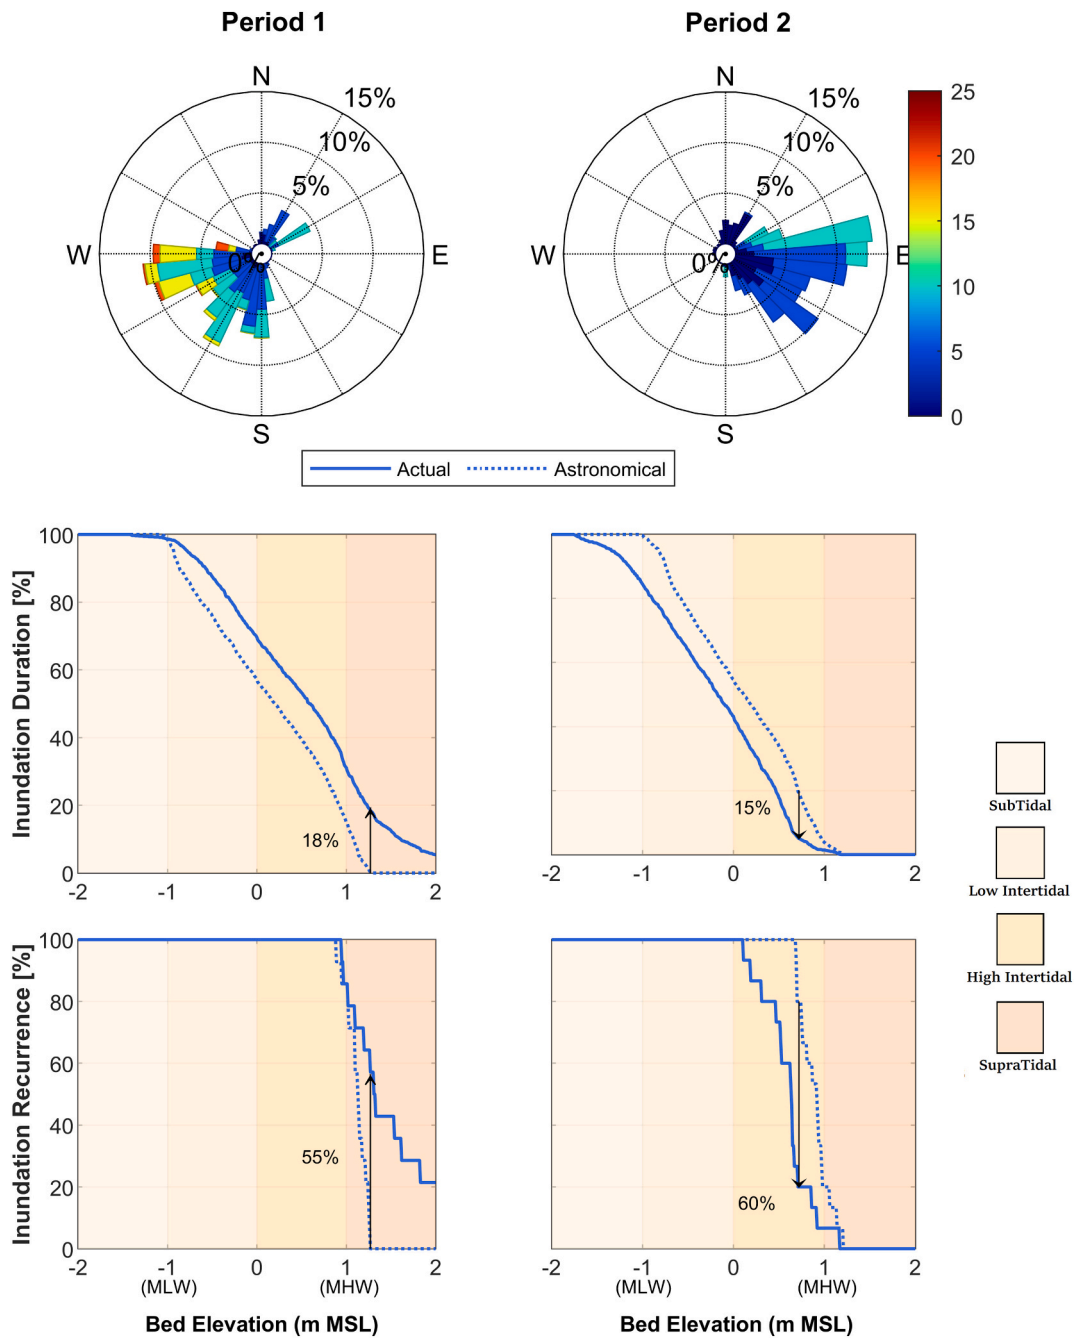 Period 1
Period 2
N
15%
10%
5%
0%
W
E
S
N
15%
10%
5%
0%
W
E
S
25
20
15
10
5
0
Actual
Astronomical
Inundation Duration [%]
100
80
60
40
20
0
18%
-2
-1
0
1
2
15%
-2
-1
0
1
2
Inundation Recurrence [%]
100
80
60
40
20
0
55%
-2
-1
0
1
2
(MLW)
(MHW)
Bed Elevation (m MSL)
60%
-2
-1
0
1
2
(MLW)
(MHW)
Bed Elevation (m MSL)
SubTidal
Low Intertidal
High Intertidal
SupraTidal